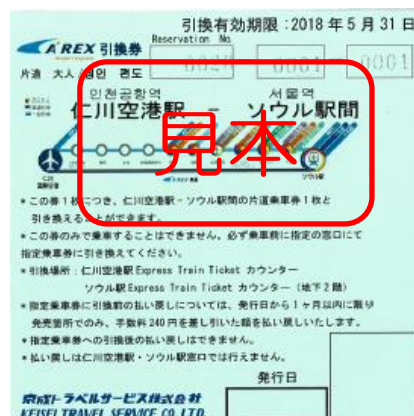 引換有効期限:2018年5月31日
AREX 引換券
Reservation No.
0020 0001 0001
片道 大人/성인 편도
인천공항역 서울역
仁川空港駅 - ソウル駅間
見本
AREX
ソウル駅
*この券1枚につき、仁川空港駅-ソウル駅間の片道乗車券1枚と
引き換えることができます。
*この券のみで乗車することはできません。必ず乗車前に指定の窓口にて
指定乗車券に引き換えてください。
*引換場所:仁川空港駅 Express Train Ticket カウンター
ソウル駅 Express Train Ticket カウンター(地下2階)
*指定乗車券に引換前の払い戻しについては、発行日から1ヶ月以内に限り
発売箇所でのみ、手数料240円を差し引いた額を払い戻しいたします。
*指定乗車券への引換後の払い戻しはできません。
*払い戻しは仁川空港駅・ソウル駅窓口では行えません。
発行日
京成トラベルサービス株式会社
KEISEI TRAVEL SERVICE CO.,LTD.